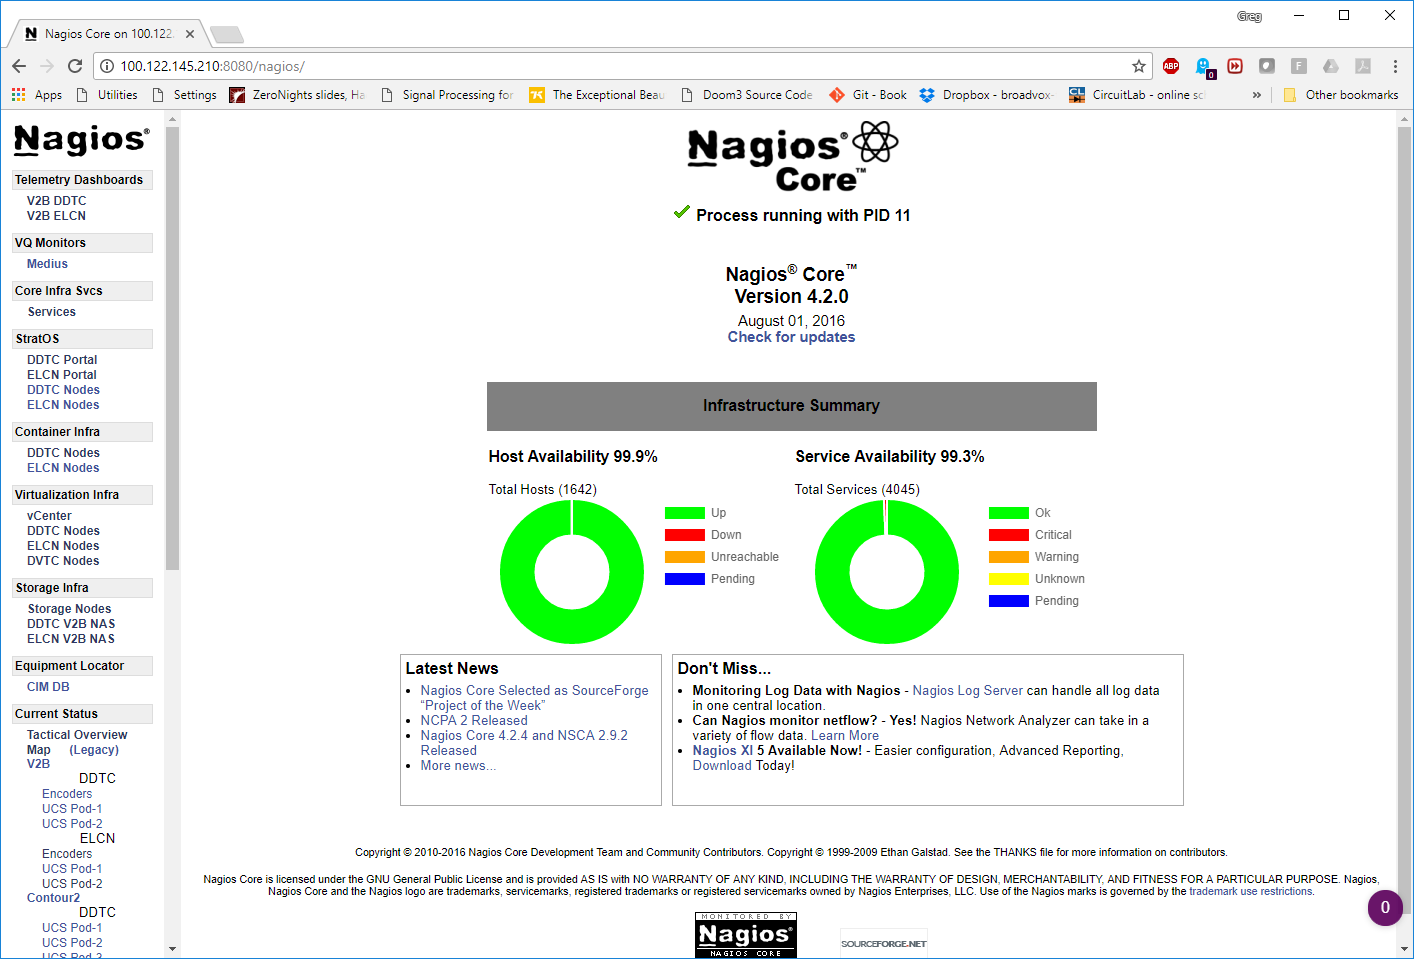 Greg
Nagios Core on 100.122.
100.122.145.210:8080/nagios/
ABP
0
F
Apps
Utilities
Settings
ZeroNights slides, Ha
Signal Processing for
The Exceptional Beau
Doom3 Source Code
Git - Book
Dropbox - broadvox-
CL
CircuitLab - online sc
»
Other bookmarks
Nagios®
Telemetry Dashboards
V2B DDTC
V2B ELCN
VQ Monitors
Medius
Core Infra Svcs
Services
StratOS
DDTC Portal
ELCN Portal
DDTC Nodes
ELCN Nodes
Container Infra
DDTC Nodes
ELCN Nodes
Virtualization Infra
vCenter
DDTC Nodes
ELCN Nodes
DVTC Nodes
Storage Infra
Storage Nodes
DDTC V2B NAS
ELCN V2B NAS
Equipment Locator
CIM DB
Current Status
Tactical Overview
Map (Legacy)
V2B
DDTC
Encoders
UCS Pod-1
UCS Pod-2
ELCN
Encoders
UCS Pod-1
UCS Pod-2
Contour2
DDTC
UCS Pod-1
UCS Pod-2
UCS Pod-3
Nagios®
Core™
Process running with PID 11
Nagios® Core™
Version 4.2.0
August 01, 2016
Check for updates
Infrastructure Summary
Host Availability 99.9%
Total Hosts (1642)
Up
Down
Unreachable
Pending
Service Availability 99.3%
Total Services (4045)
Ok
Critical
Warning
Unknown
Pending
Latest News
Nagios Core Selected as SourceForge
“Project of the Week”
NCPA 2 Released
Nagios Core 4.2.4 and NSCA 2.9.2
Released
More news...
Don't Miss...
Monitoring Log Data with Nagios - Nagios Log Server can handle all log data
in one central location.
Can Nagios monitor netflow? - Yes! Nagios Network Analyzer can take in a
variety of flow data. Learn More
Nagios XI 5 Available Now! - Easier configuration, Advanced Reporting,
Download Today!
Copyright © 2010-2016 Nagios Core Development Team and Community Contributors. Copyright © 1999-2009 Ethan Galstad. See the THANKS file for more information on contributors.
Nagios Core is licensed under the GNU General Public License and is provided AS IS with NO WARRANTY OF ANY KIND, INCLUDING THE WARRANTY OF DESIGN, MERCHANTABILITY, AND FITNESS FOR A PARTICULAR PURPOSE. Nagios,
Nagios Core and the Nagios logo are trademarks, servicemarks, registered trademarks or registered servicemarks owned by Nagios Enterprises, LLC. Use of the Nagios marks is governed by the trademark use restrictions.
0
MONITORED BY
Nagios®
NAGIOS CORE
SOURCEFORGE.NET